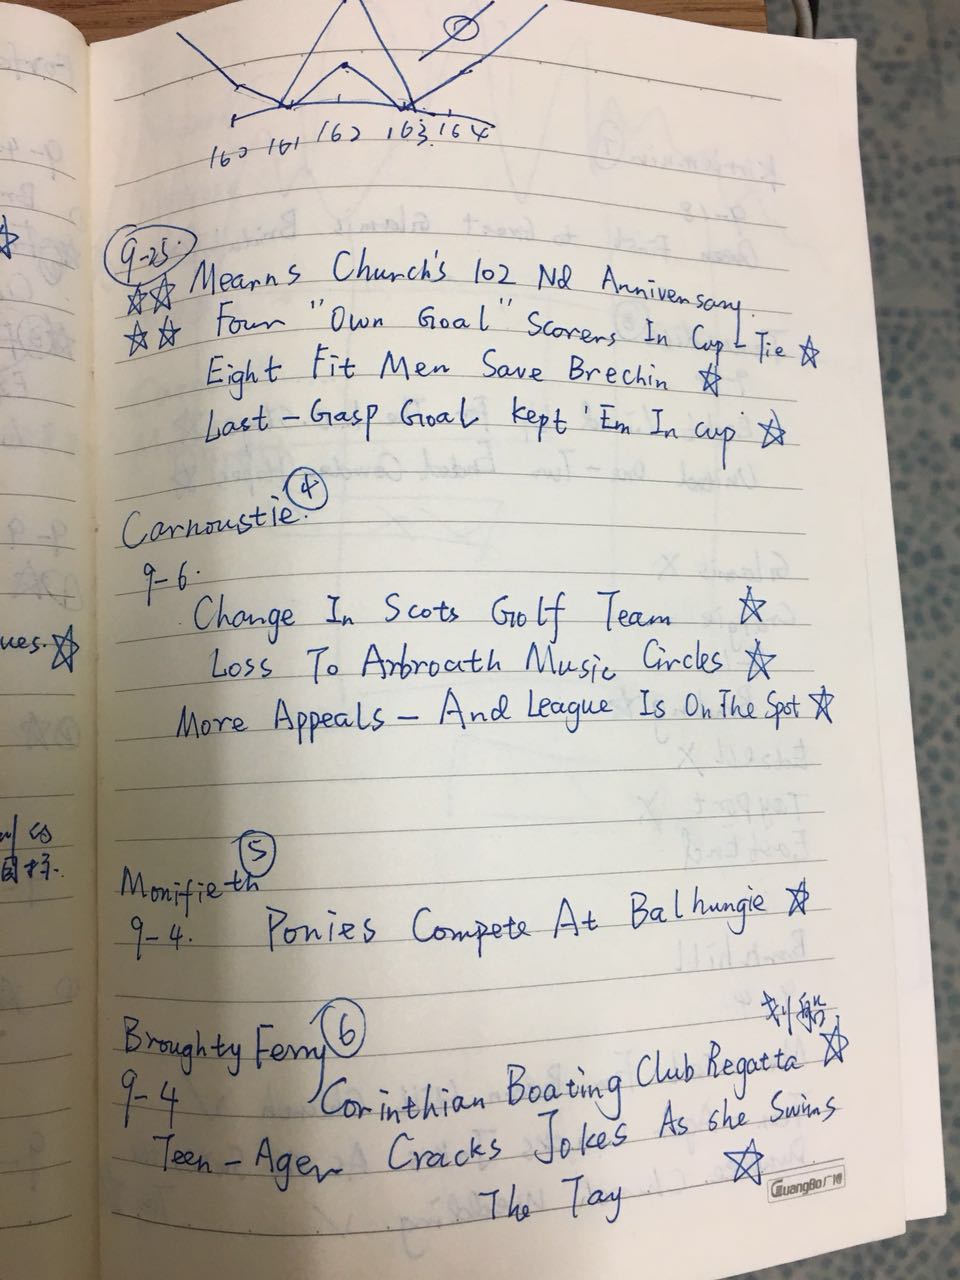 160 161 162 163 164
9-25.
Mearns Church's 102 Nd Anniversary.
Four "Own Goal" Scorers In Cup-Tie
Eight Fit Men Save Brechin
Last-Gasp Goal kept 'Em In cup
Carnoustie. ④
9-6.
Change In Scots Golf Team
Loss To Arbroath Music Circles
More Appeals - And League Is On The Spot
Monifieth ⑤
9-4. Ponies Compete At Balhungie
Broughty Ferry ⑥
划船
9-4 Corinthian Boating Club Regatta
Teen-Ager Cracks Jokes As she Swims
The Tay
GuangBo广博
ues.